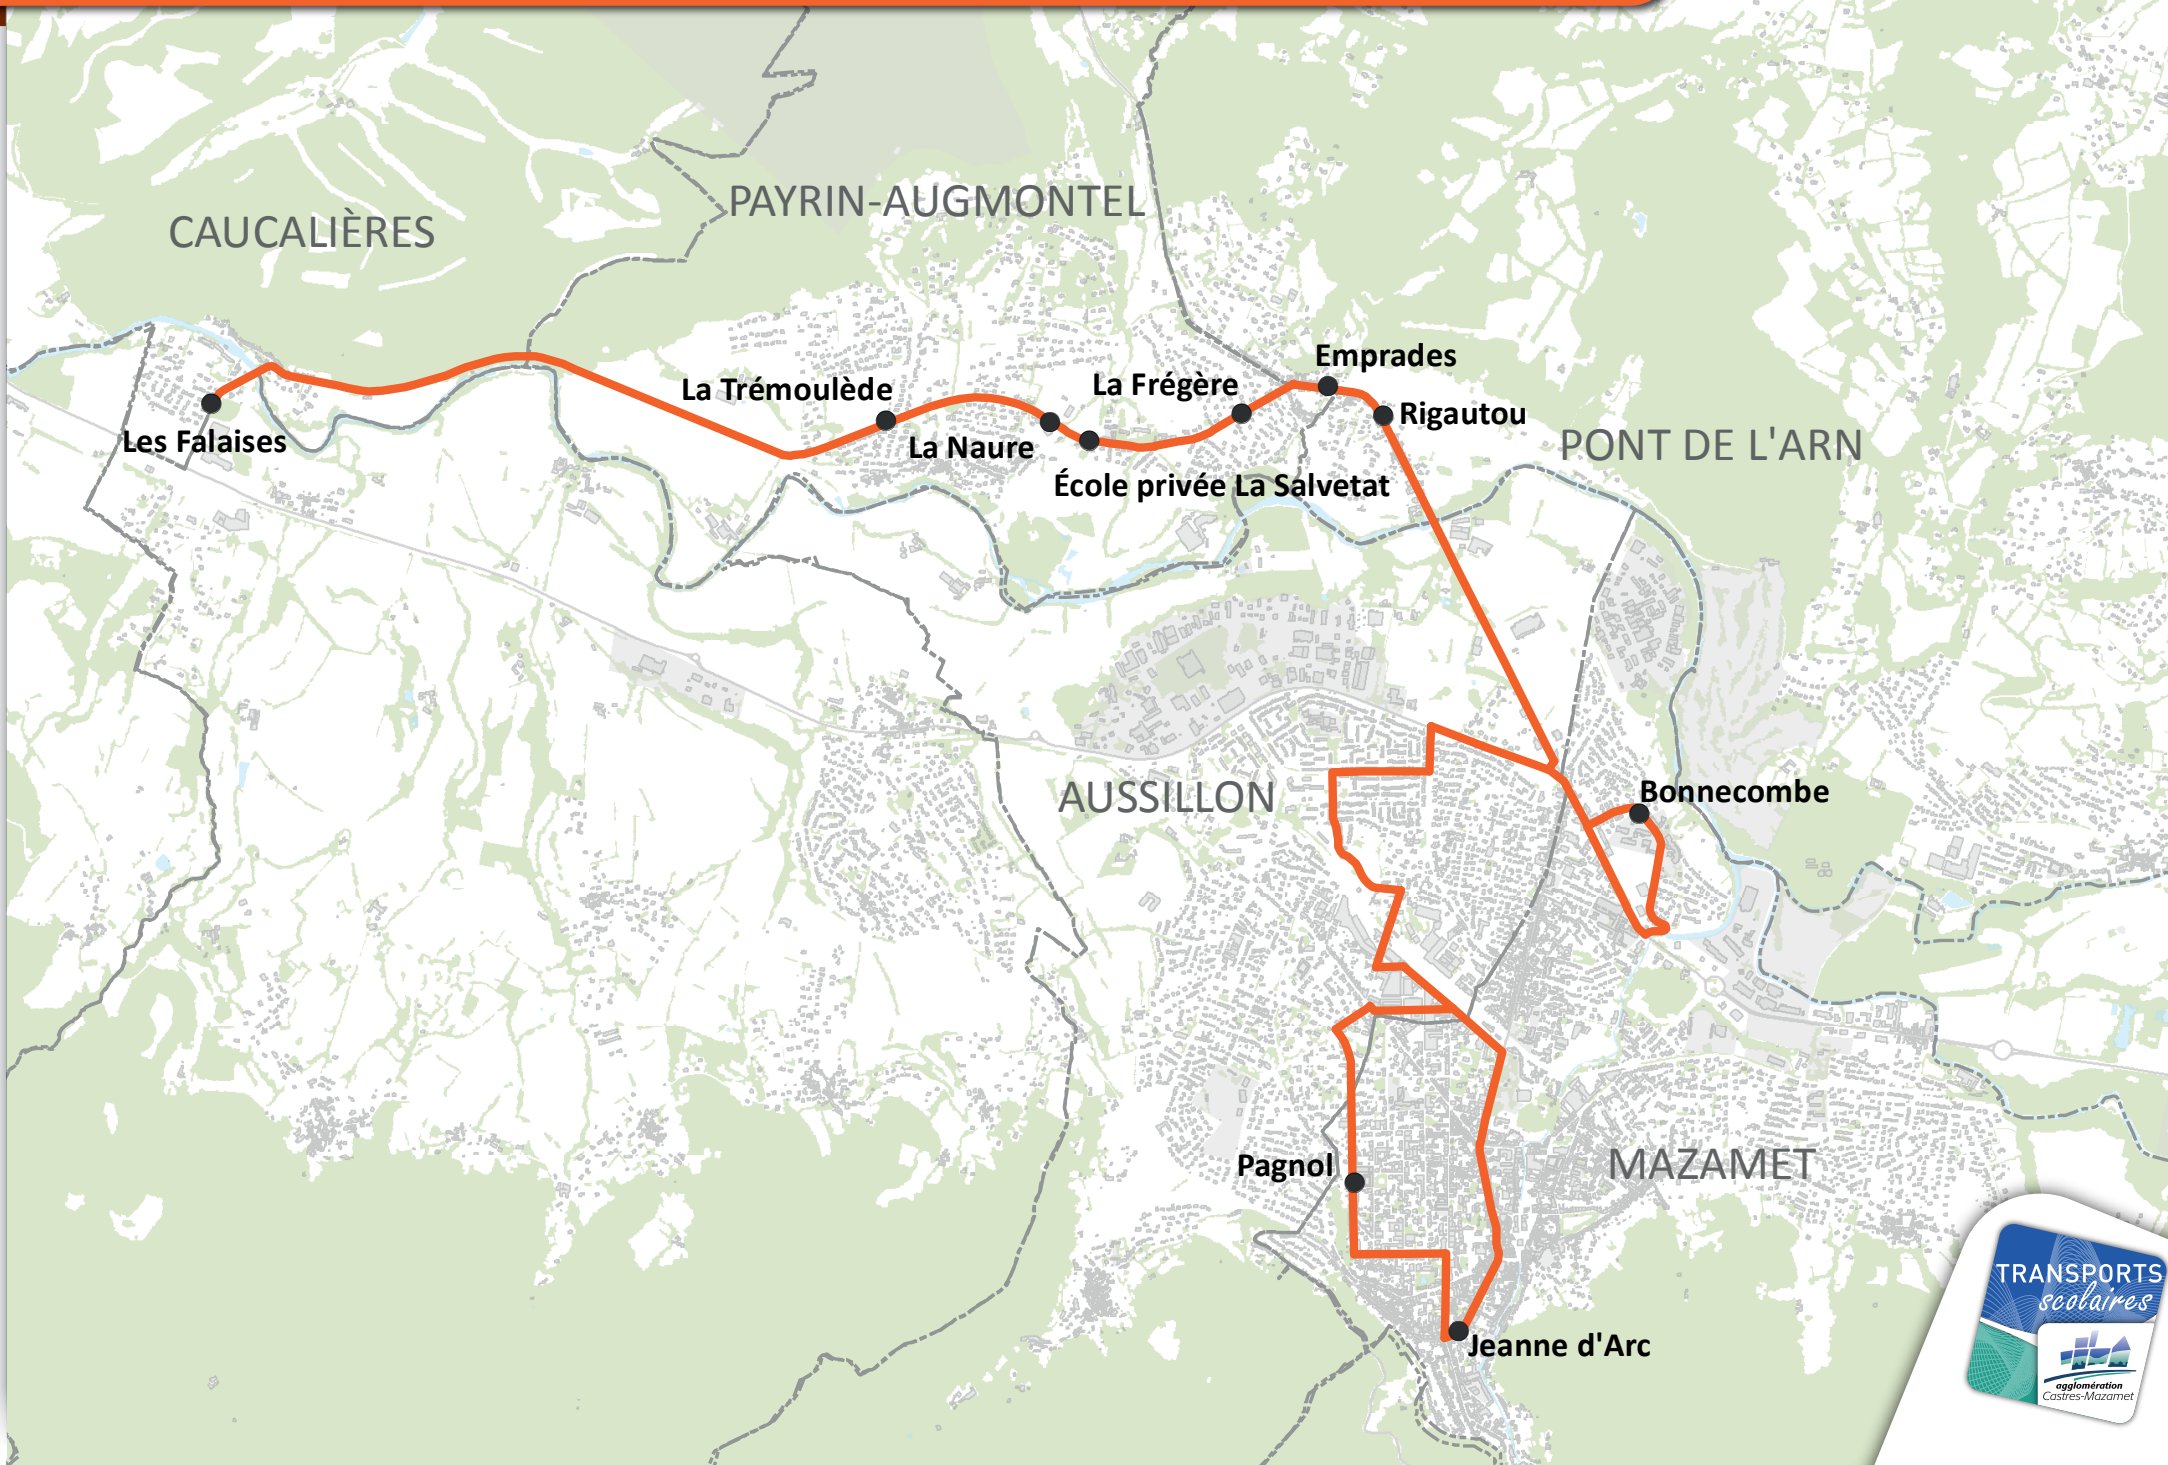 PAYRIN-AUGMONTEL
CAUCALIÈRES
Emprades
La Trémoulède
La Frégère
Rigautou
Les Falaises
La Naure
PONT DE L'ARN
École privée La Salvetat
AUSSILLON
Bonnecombe
Pagnol
MAZAMET
Jeanne d'Arc
TRANSPORTS
scolaires
agglomération
Castres-Mazamet